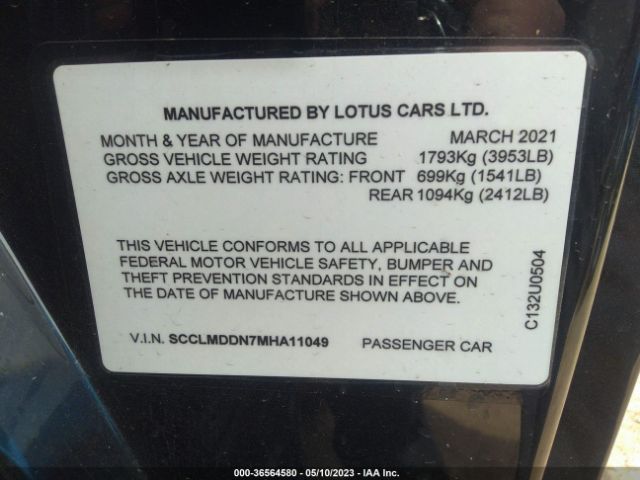 MANUFACTURED BY LOTUS CARS LTD.
MONTH & YEAR OF MANUFACTURE MARCH 2021
GROSS VEHICLE WEIGHT RATING 1793Kg (3953LB)
GROSS AXLE WEIGHT RATING: FRONT 699Kg (1541LB)
REAR 1094Kg (2412LB)
THIS VEHICLE CONFORMS TO ALL APPLICABLE
FEDERAL MOTOR VEHICLE SAFETY, BUMPER AND
THEFT PREVENTION STANDARDS IN EFFECT ON
THE DATE OF MANUFACTURE SHOWN ABOVE.
C132U0504
V.I.N. SCCLMDDN7MHA11049 PASSENGER CAR
000-36564580 - 05/10/2023 - IAA Inc.